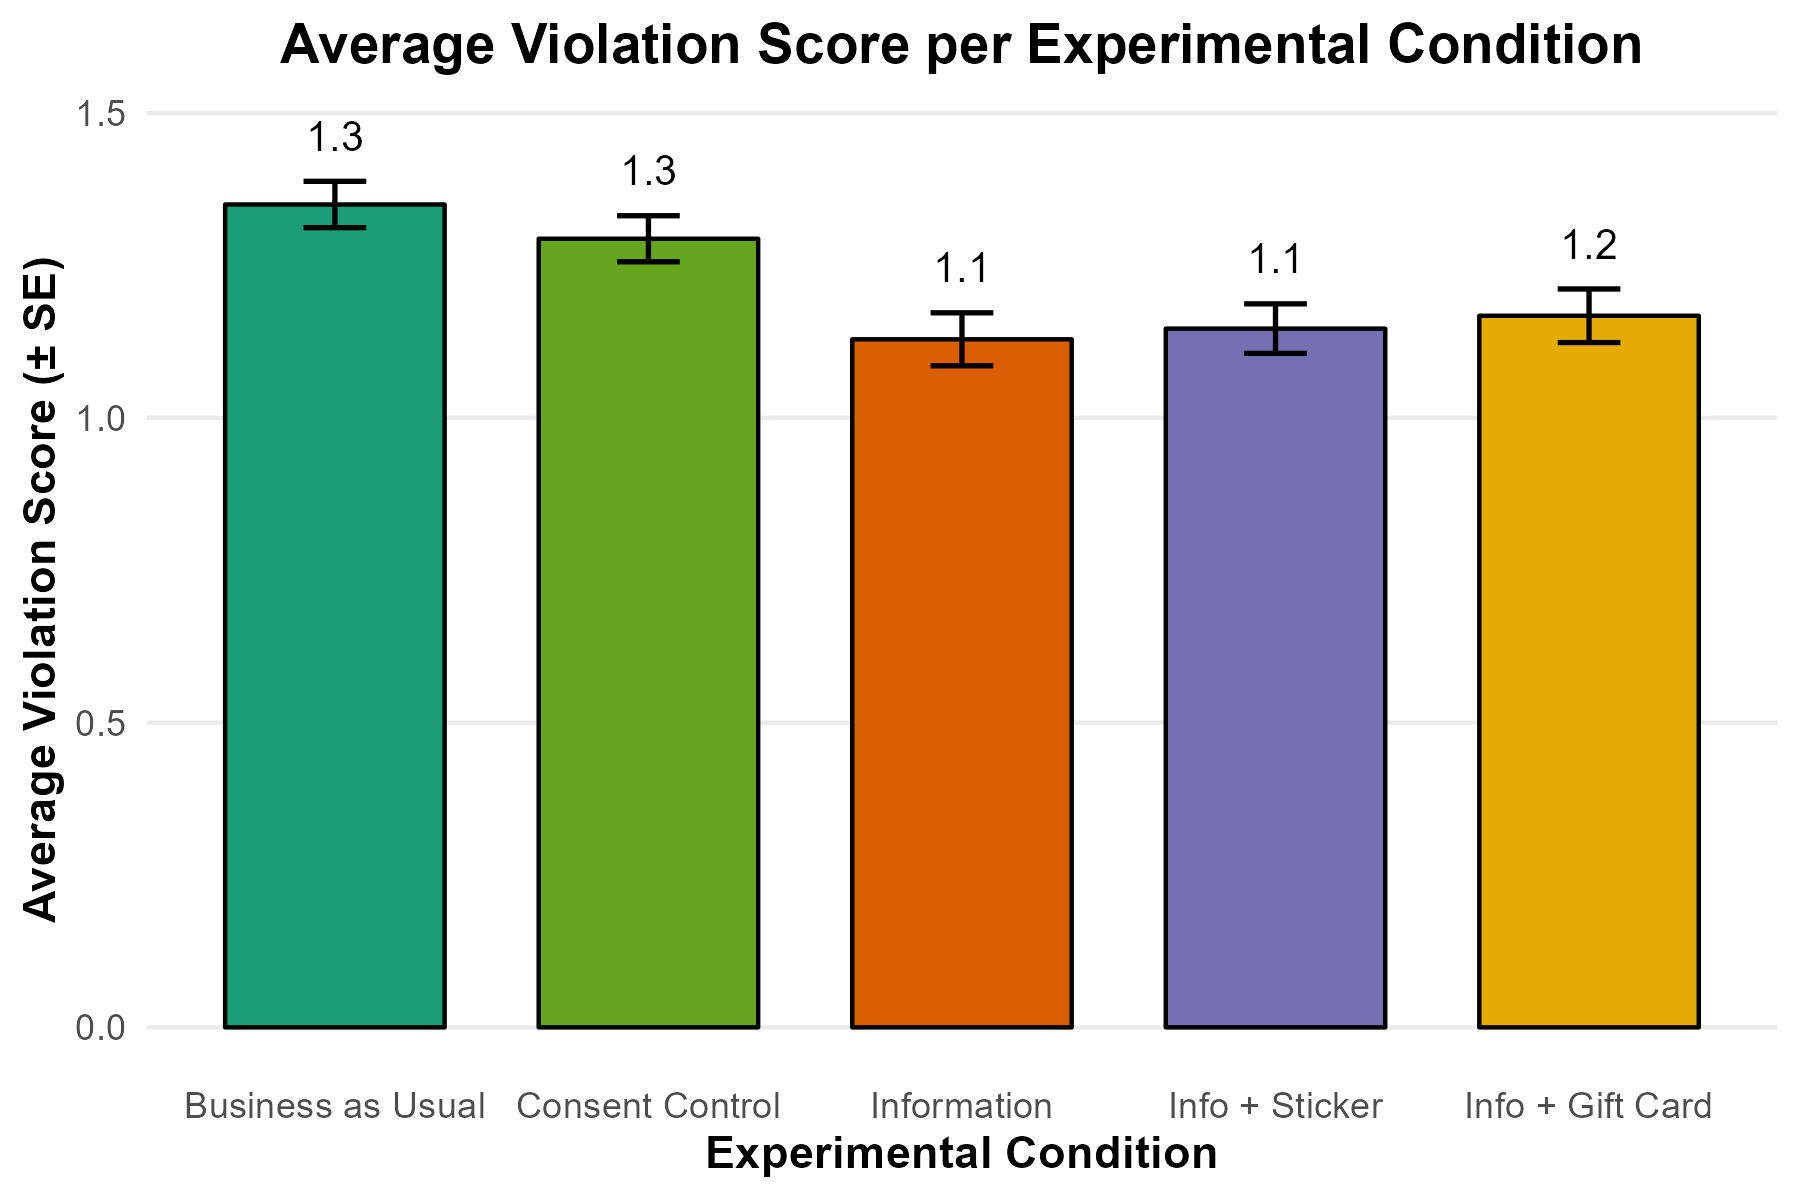 Average Violation Score per Experimental Condition
Average Violation Score (± SE)
1.5
1.0
0.5
0.0
1.3
1.3
1.1
1.1
1.2
Business as Usual
Consent Control
Information
Info + Sticker
Info + Gift Card
Experimental Condition